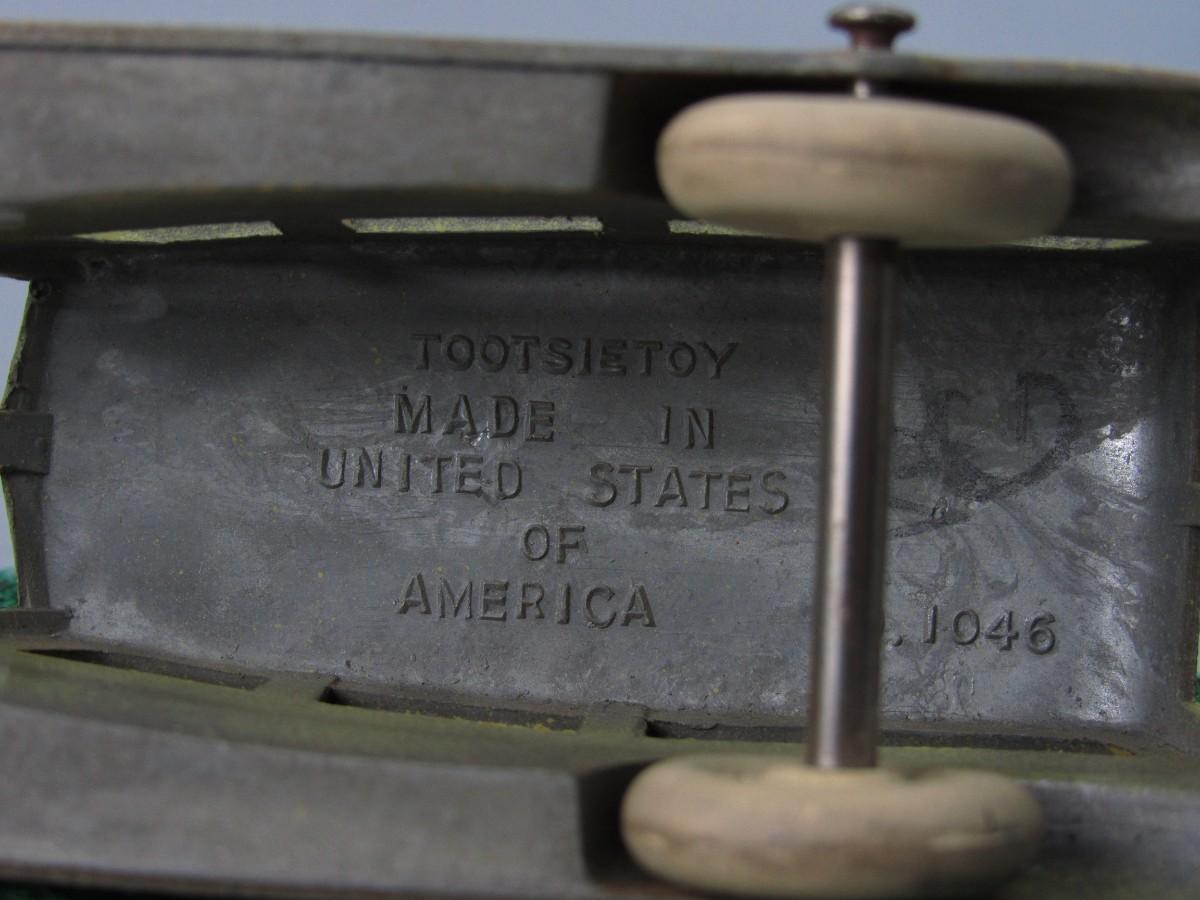 TOOTSIETOY
MADE IN
UNITED STATES
OF
AMERICA
. 1046